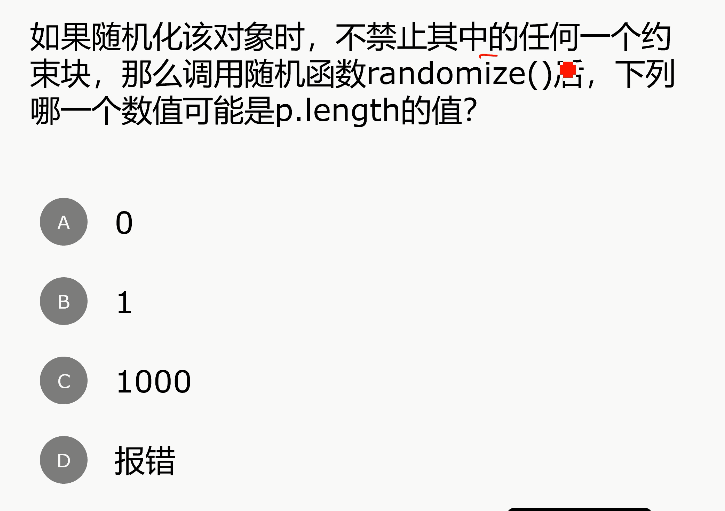 如果随机化该对象时，不禁止其中的任何一个约
束块，那么调用随机函数randomize()后，下列
哪一个数值可能是p.length的值？
A 0
B 1
C 1000
D 报错